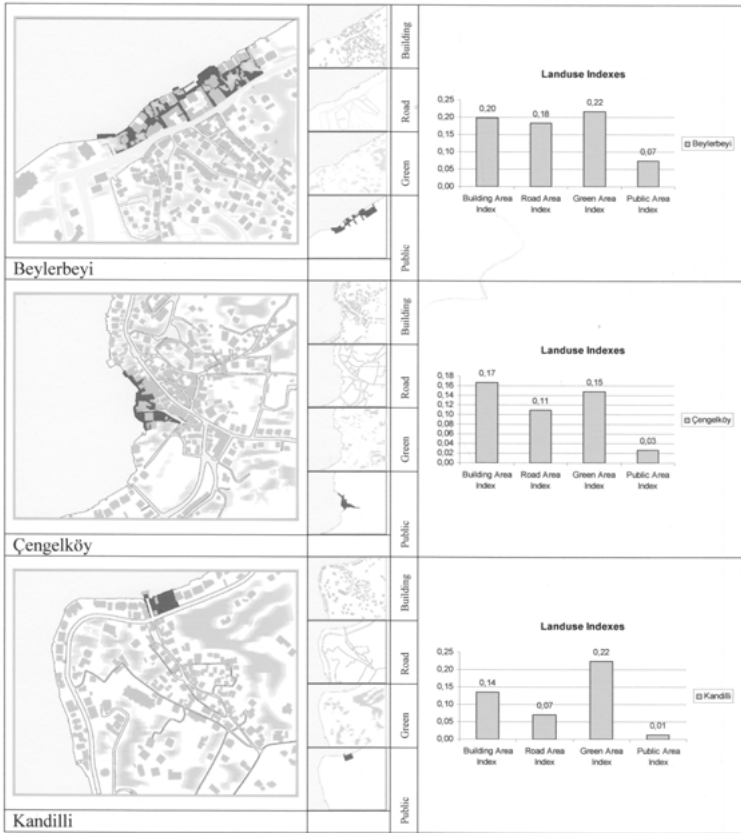 Building
Road
Green
Public
Beylerbeyi
Landuse Indexes
0,25
0,20
0,15
0,10
0,05
0,00
0,20
0,18
0,22
0,07
Building Area Index
Road Area Index
Green Area Index
Public Area Index
Beylerbeyi
Building
Road
Green
Public
Çengelköy
Landuse Indexes
0,18
0,16
0,14
0,12
0,10
0,08
0,06
0,04
0,02
0,00
0,17
0,11
0,15
0,03
Building Area Index
Road Area Index
Green Area Index
Public Area Index
Çengelköy
Building
Road
Green
Public
Kandilli
Landuse Indexes
0,25
0,20
0,15
0,10
0,05
0,00
0,14
0,07
0,22
0,01
Building Area Index
Road Area Index
Green Area Index
Public Area Index
Kandilli